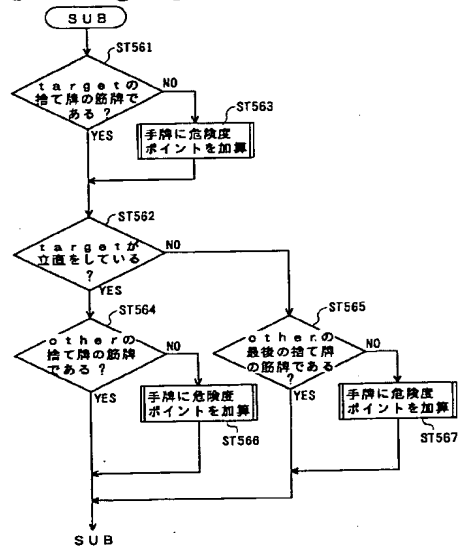 SUB
ST561
targetの
捨て牌の筋牌で
ある?
NO
YES
ST563
手牌に危険度
ポイントを加算
ST562
targetが
立直をしている
?
NO
YES
ST564
otherの
捨て牌の筋牌
である?
NO
YES
手牌に危険度
ポイントを加算
ST566
ST565
otherの
最後の捨て牌
の筋牌である
?
NO
YES
手牌に危険度
ポイントを加算
ST567
SUB